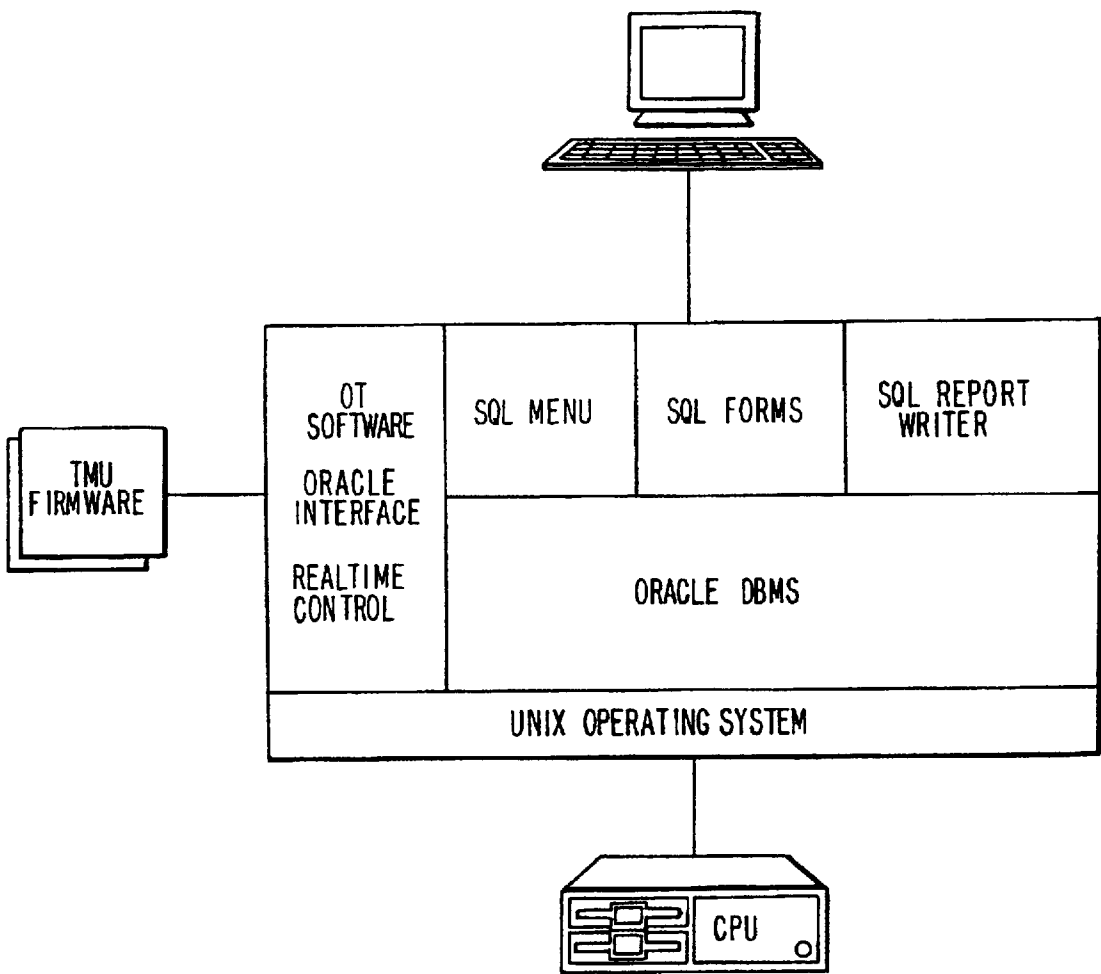 TMU
FIRMWARE
OT
SOFTWARE
ORACLE
INTERFACE
REALTIME
CONTROL
SQL MENU
SQL FORMS
SQL REPORT
WRITER
ORACLE DBMS
UNIX OPERATING SYSTEM
CPU